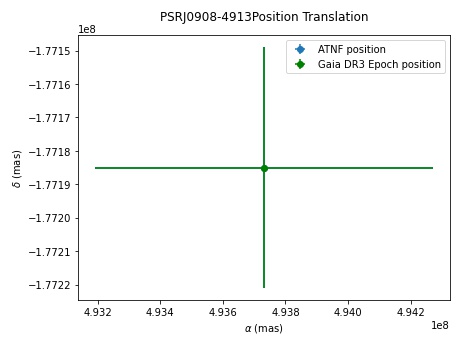 PSRJ0908-4913Position Translation
1e8
ATNF position
Gaia DR3 Epoch position
−1.7715
−1.7716
−1.7717
−1.7718
−1.7719
−1.7720
−1.7721
−1.7722
δ (mas)
4.932 4.934 4.936 4.938 4.940 4.942
1e8
α (mas)